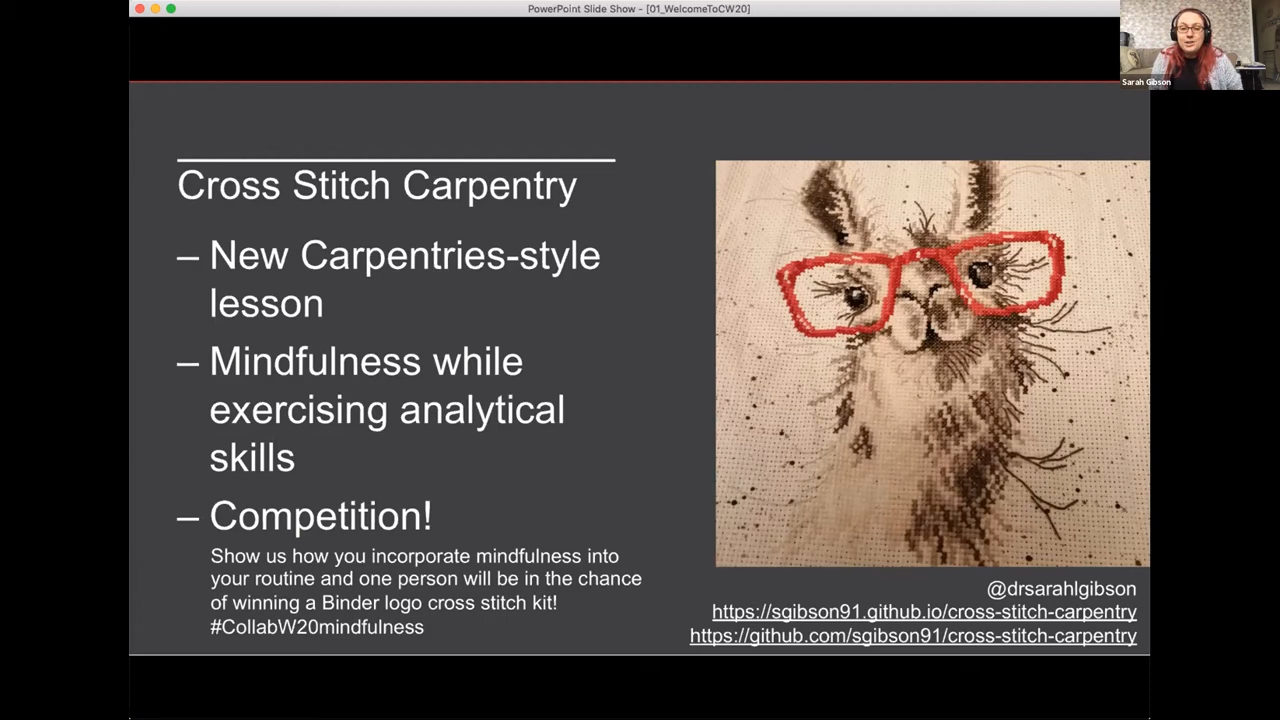 PowerPoint Slide Show - [01_WelcomeToCW20]
Sarah Gibson
Cross Stitch Carpentry
– New Carpentries-style
lesson
– Mindfulness while
exercising analytical
skills
– Competition!
Show us how you incorporate mindfulness into
your routine and one person will be in the chance
of winning a Binder logo cross stitch kit!
#CollabW20mindfulness
@drsarahlgibson
https://sgibson91.github.io/cross-stitch-carpentry
https://github.com/sgibson91/cross-stitch-carpentry